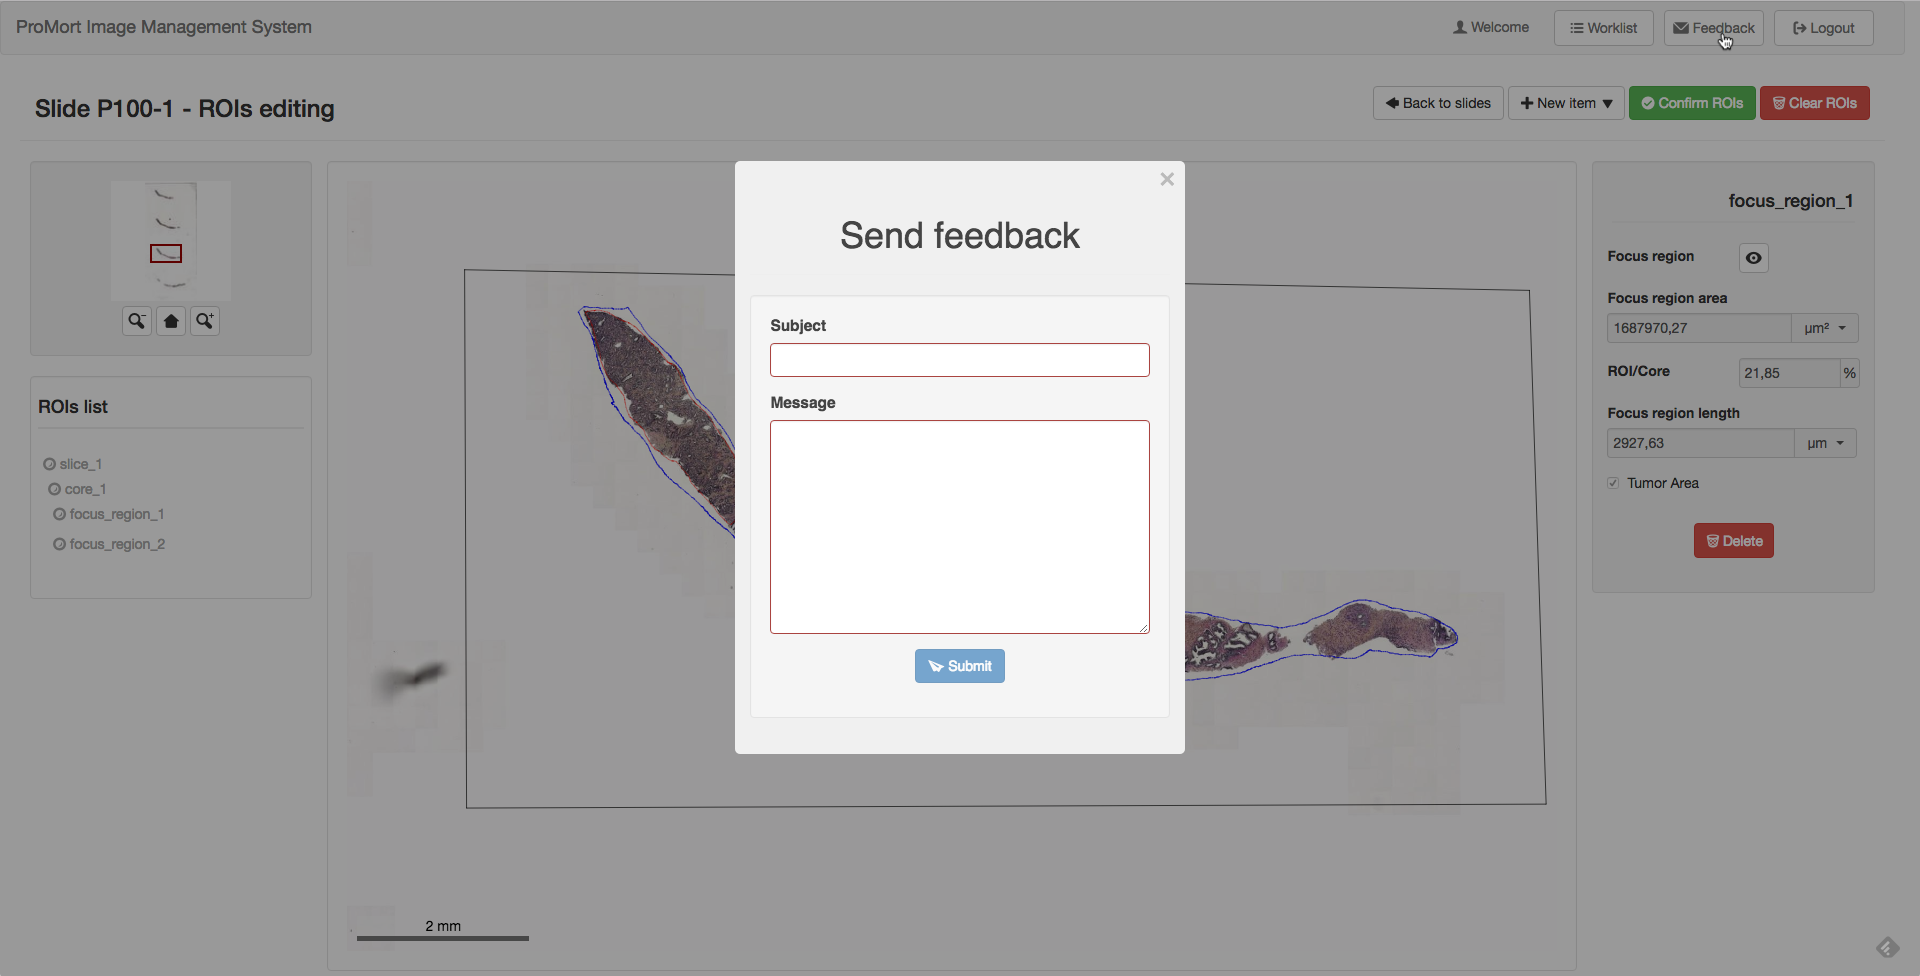 ProMort Image Management System
Welcome
Worklist
Feedback
Logout
Slide P100-1 - ROIs editing
Back to slides
New item
Confirm ROIs
Clear ROIs
ROIs list
slice_1
core_1
focus_region_1
focus_region_2
2 mm
×
Send feedback
Subject
Message
Submit
focus_region_1
Focus region
Focus region area
1687970,27
µm²
ROI/Core
21,85
%
Focus region length
2927,63
µm
Tumor Area
Delete